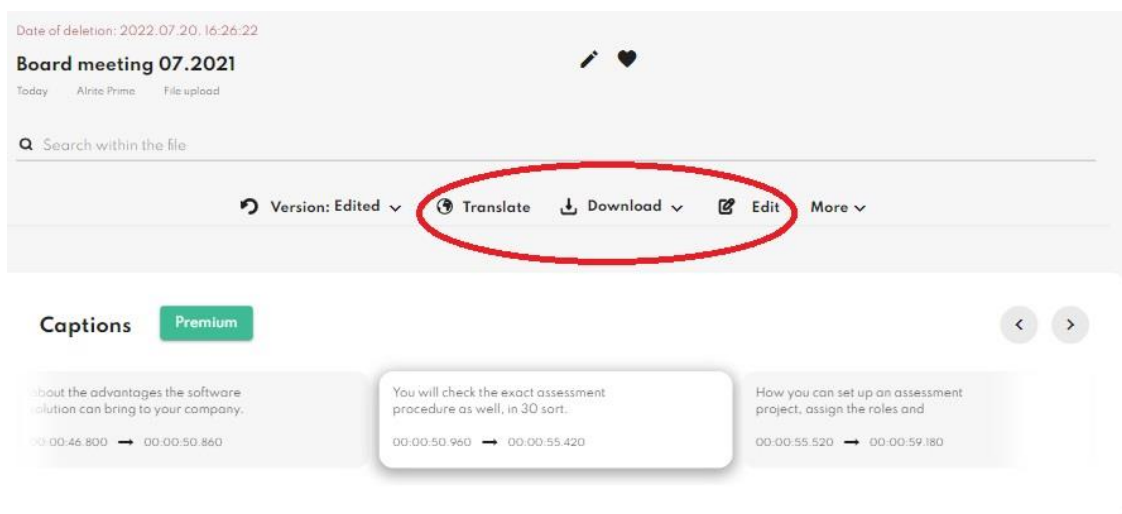 Date of deletion: 2022.07.20. 16:26:22
Board meeting 07.2021
Today Alrite Prime File upload
Search within the file
Version: Edited Translate Download Edit More
Captions Premium
about the advantages the software
solution can bring to your company.
00:00:46.800 → 00:00:50.860
You will check the exact assessment
procedure as well, in 30 sort.
00:00:50.960 → 00:00:55.420
How you can set up an assessment
project, assign the roles and
00:00:55.520 → 00:00:59.180